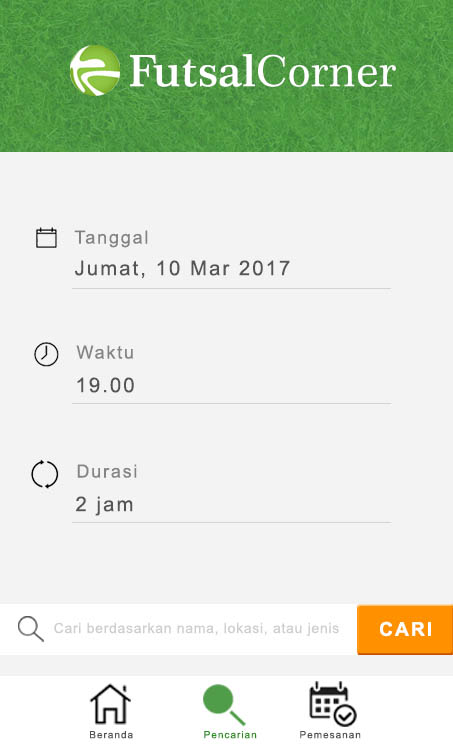 FutsalCorner
Tanggal
Jumat, 10 Mar 2017
Waktu
19.00
Durasi
2 jam
Cari berdasarkan nama, lokasi, atau jenis
CARI
Beranda
Pencarian
Pemesanan